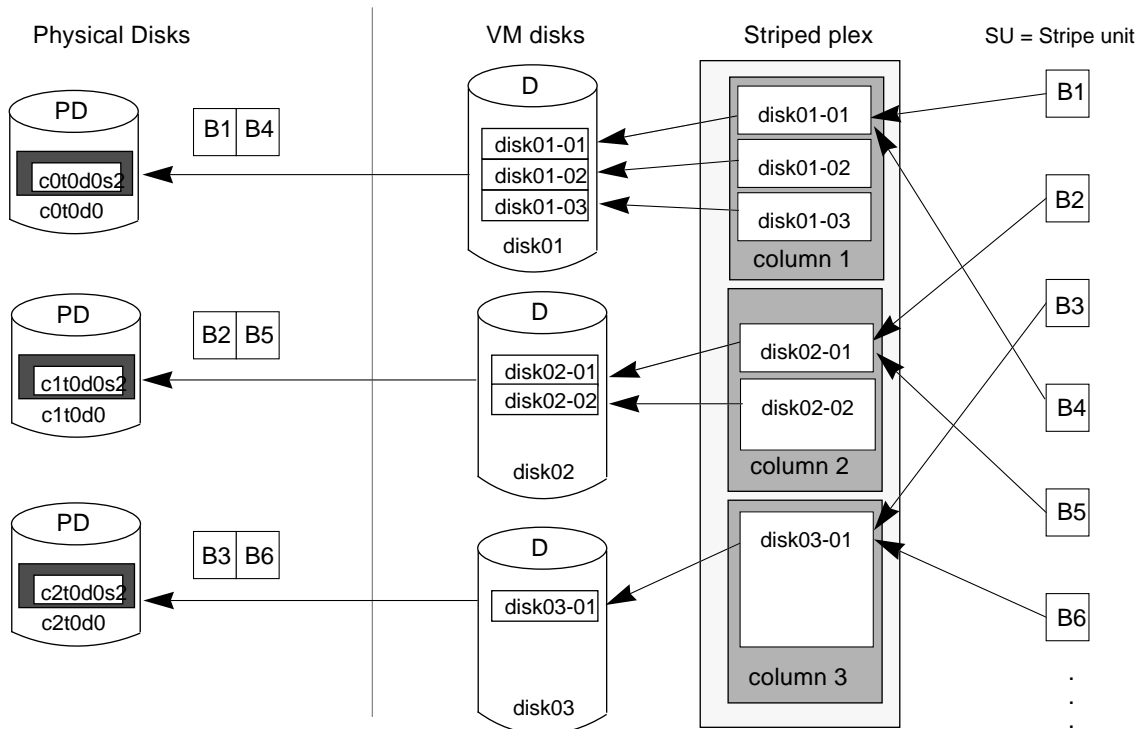 Physical Disks
VM disks
Striped plex
SU = Stripe unit
PD
B1 B4
c0t0d0s2
c0t0d0
D
disk01-01
disk01-02
disk01-03
disk01
disk01-01
disk01-02
disk01-03
column 1
B1
B2
B3
B4
B5
B6
.
.
.
PD
B2 B5
c1t0d0s2
c1t0d0
D
disk02-01
disk02-02
disk02
disk02-01
disk02-02
column 2
PD
B3 B6
c2t0d0s2
c2t0d0
D
disk03-01
disk03
disk03-01
column 3